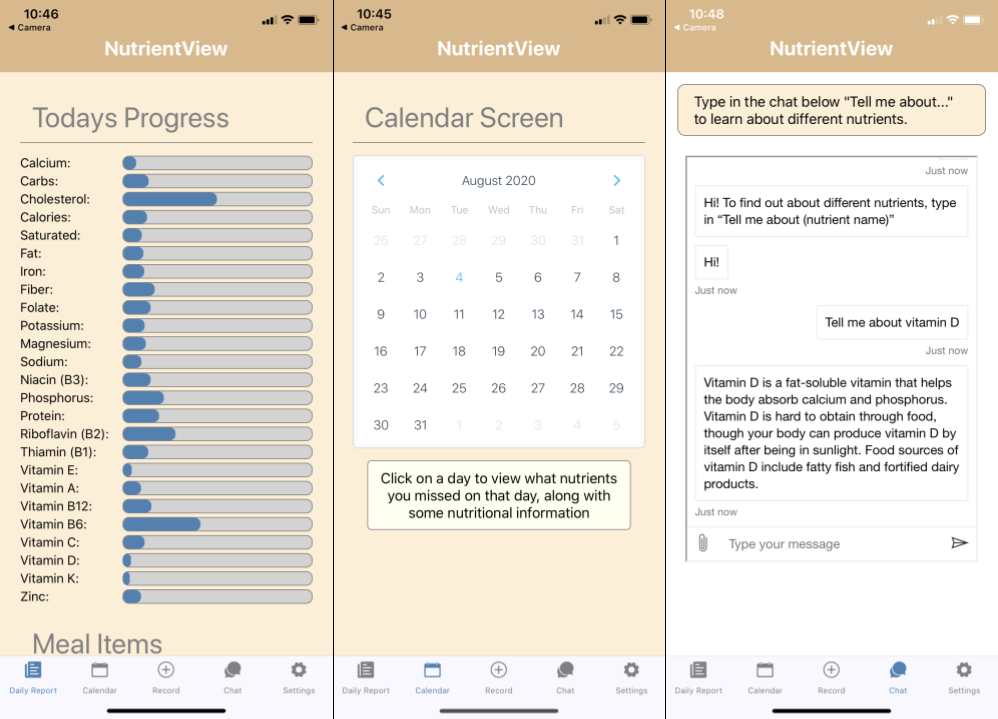 10:46
◄ Camera
NutrientView
Todays Progress
Calcium:
Carbs:
Cholesterol:
Calories:
Saturated:
Fat:
Iron:
Fiber:
Folate:
Potassium:
Magnesium:
Sodium:
Niacin (B3):
Phosphorus:
Protein:
Riboflavin (B2):
Thiamin (B1):
Vitamin E:
Vitamin A:
Vitamin B12:
Vitamin B6:
Vitamin C:
Vitamin D:
Vitamin K:
Zinc:
Meal Items
Daily Report Calendar Record Chat Settings
10:45
◄ Camera
NutrientView
Calendar Screen
August 2020
Sun Mon Tue Wed Thu Fri Sat
26 27 28 29 30 31 1
2 3 4 5 6 7 8
9 10 11 12 13 14 15
16 17 18 19 20 21 22
23 24 25 26 27 28 29
30 31 1 2 3 4 5
Click on a day to view what nutrients
you missed on that day, along with
some nutritional information
Daily Report Calendar Record Chat Settings
10:48
◄ Camera
NutrientView
Type in the chat below "Tell me about..."
to learn about different nutrients.
Just now
Hi! To find out about different nutrients, type
in “Tell me about (nutrient name)”
Hi!
Just now
Tell me about vitamin D
Just now
Vitamin D is a fat-soluble vitamin that helps
the body absorb calcium and phosphorus.
Vitamin D is hard to obtain through food,
though your body can produce vitamin D by
itself after being in sunlight. Food sources of
vitamin D include fatty fish and fortified dairy
products.
Just now
Type your message
Daily Report Calendar Record Chat Settings